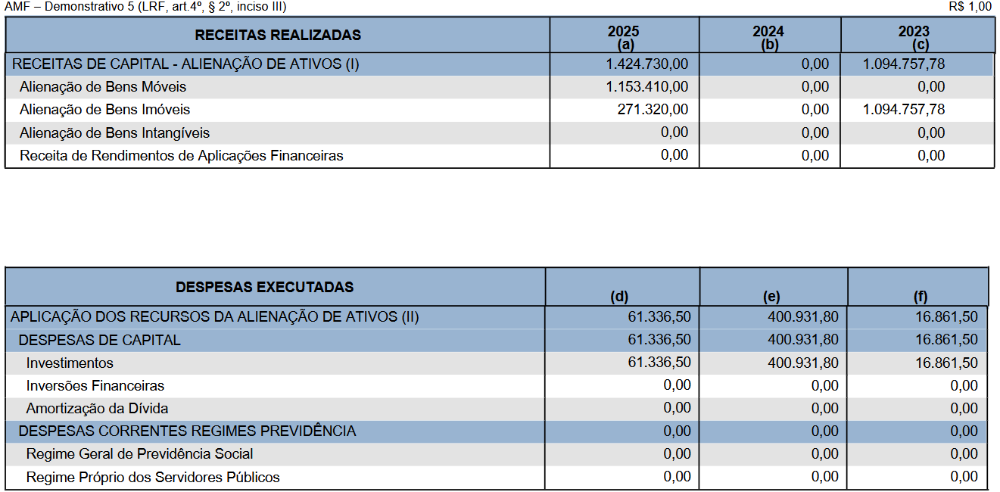 AMF – Demonstrativo 5 (LRF, art.4º, § 2º, inciso III) R$ 1,00
RECEITAS REALIZADAS 2025 (a) 2024 (b) 2023 (c)
RECEITAS DE CAPITAL - ALIENAÇÃO DE ATIVOS (I) 1.424.730,00 0,00 1.094.757,78
Alienação de Bens Móveis 1.153.410,00 0,00 0,00
Alienação de Bens Imóveis 271.320,00 0,00 1.094.757,78
Alienação de Bens Intangíveis 0,00 0,00 0,00
Receita de Rendimentos de Aplicações Financeiras 0,00 0,00 0,00
DESPESAS EXECUTADAS (d) (e) (f)
APLICAÇÃO DOS RECURSOS DA ALIENAÇÃO DE ATIVOS (II) 61.336,50 400.931,80 16.861,50
DESPESAS DE CAPITAL 61.336,50 400.931,80 16.861,50
Investimentos 61.336,50 400.931,80 16.861,50
Inversões Financeiras 0,00 0,00 0,00
Amortização da Dívida 0,00 0,00 0,00
DESPESAS CORRENTES REGIMES PREVIDÊNCIA 0,00 0,00 0,00
Regime Geral de Previdência Social 0,00 0,00 0,00
Regime Próprio dos Servidores Públicos 0,00 0,00 0,00